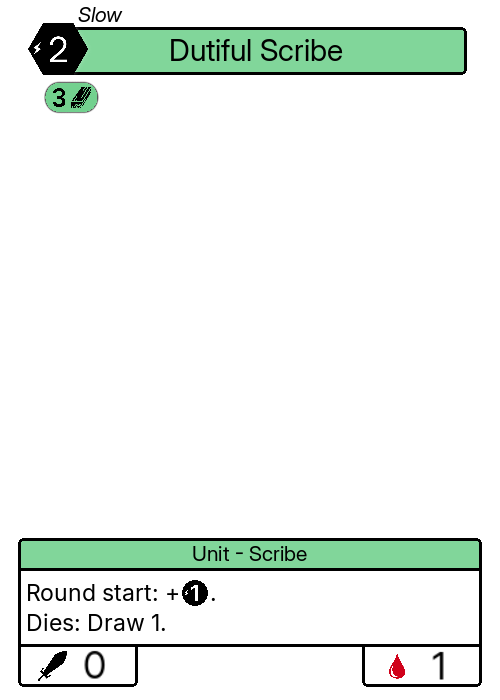 Slow
2 Dutiful Scribe
3
Unit - Scribe
Round start: +1.
Dies: Draw 1.
0 1